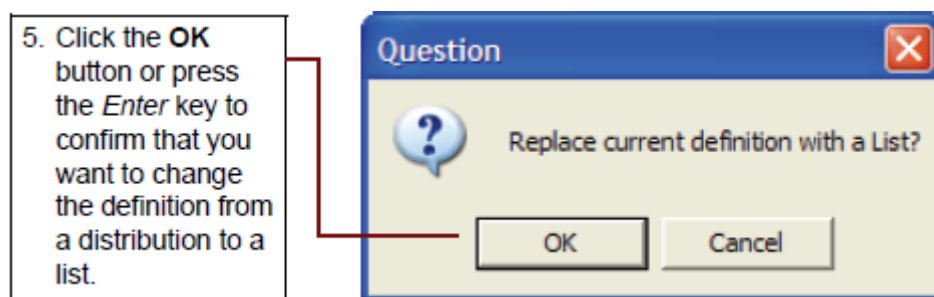 5. Click the OK
button or press
the Enter key to
confirm that you
want to change
the definition from
a distribution to a
list.
Question
Replace current definition with a List?
OK
Cancel